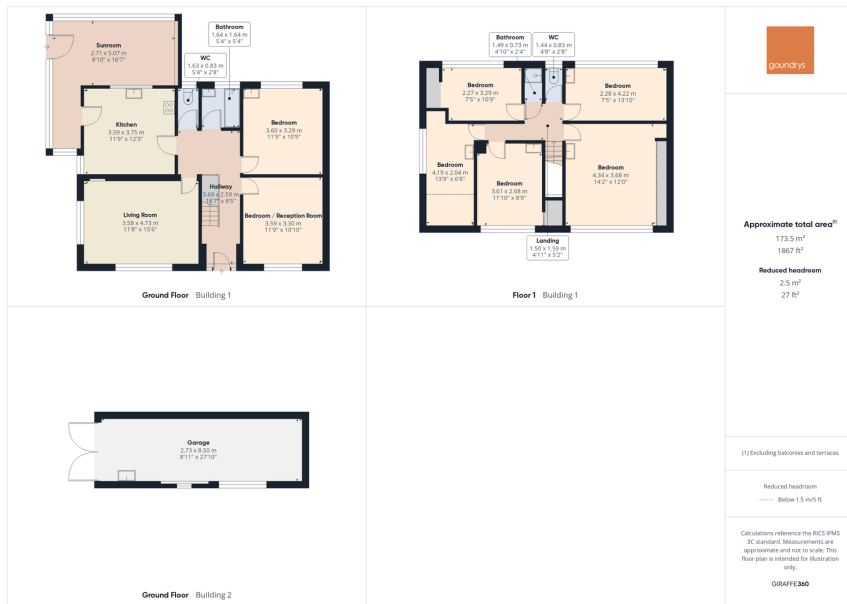 Sunroom
2.71 x 5.07 m
8'10" x 16'7"
Bathroom
1.64 x 1.64 m
5'4" x 5'4"
WC
1.63 x 0.83 m
5'4" x 2'8"
Kitchen
3.59 x 3.75 m
11'9" x 12'3"
Bedroom
3.60 x 3.29 m
11'9" x 10'9"
Hallway
5.69 x 2.59 m
18'7" x 8'5"
Living Room
3.58 x 4.73 m
11'8" x 15'6"
Bedroom / Reception Room
3.59 x 3.30 m
11'9" x 10'10"
Ground Floor Building 1
Bathroom
1.49 x 0.73 m
4'10" x 2'4"
WC
1.44 x 0.83 m
4'8" x 2'8"
Bedroom
2.27 x 3.29 m
7'5" x 10'9"
Bedroom
2.28 x 4.22 m
7'5" x 13'10"
Bedroom
4.19 x 2.04 m
13'9" x 6'8"
Bedroom
3.61 x 2.68 m
11'10" x 8'9"
Bedroom
4.34 x 3.68 m
14'2" x 12'0"
Landing
1.50 x 1.59 m
4'11" x 5'2"
Floor 1 Building 1
Garage
2.73 x 8.50 m
8'11" x 27'10"
Ground Floor Building 2
goundrys
Approximate total area(1)
173.5 m²
1867 ft²
Reduced headroom
2.5 m²
27 ft²
(1) Excluding balconies and terraces
Reduced headroom
Below 1.5 m/5 ft
Calculations reference the RICS IPMS
3C standard. Measurements are
approximate and not to scale. This
floor plan is intended for illustration
only.
GIRAFFE360